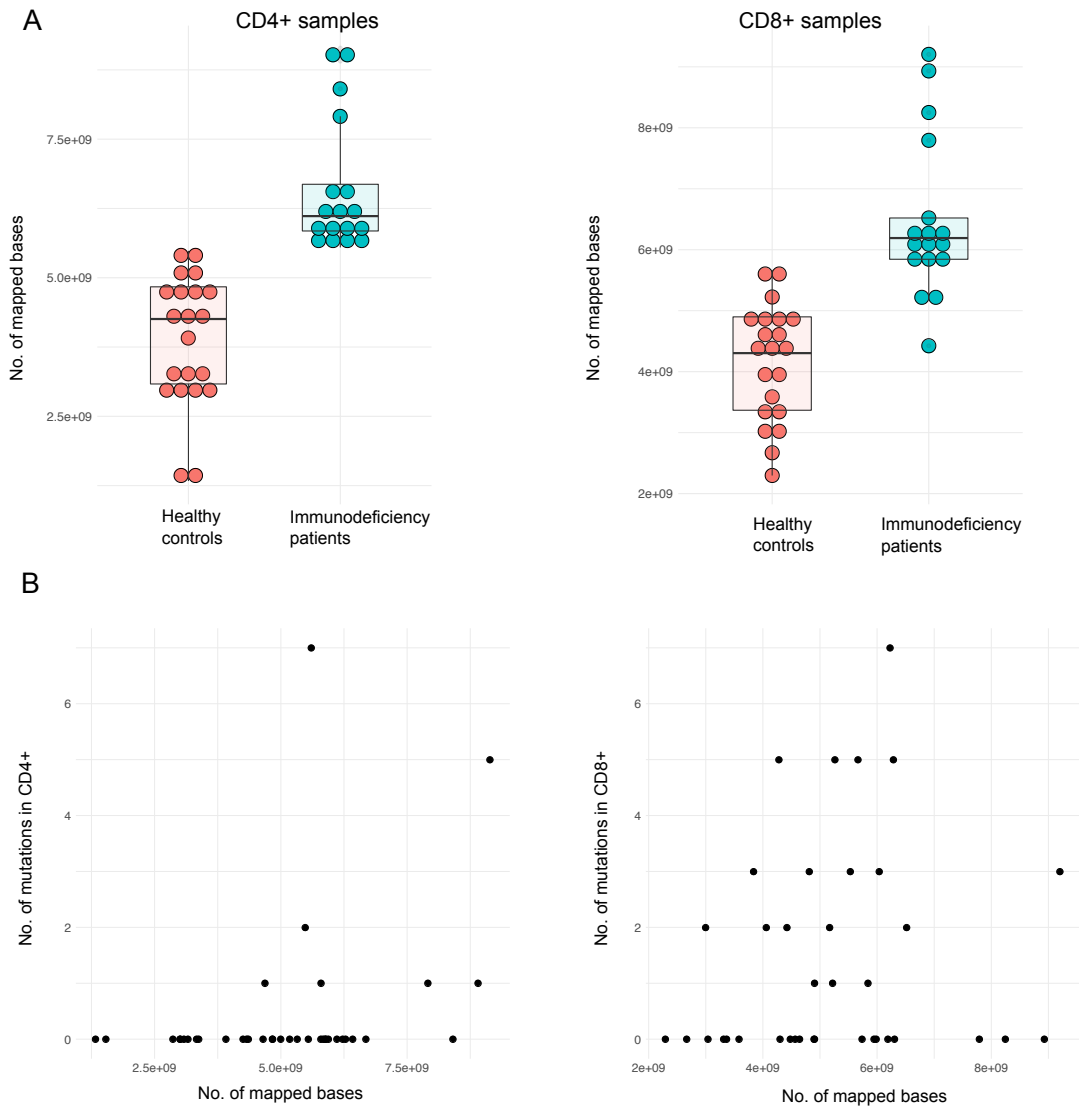 A
CD4+ samples
CD8+ samples
No. of mapped bases
7.5e+09
5.0e+09
2.5e+09
Healthy
controls
Immunodeficiency
patients
No. of mapped bases
8e+09
6e+09
4e+09
2e+09
Healthy
controls
Immunodeficiency
patients
B
No. of mutations in CD4+
6
4
2
0
2.5e+09
5.0e+09
7.5e+09
No. of mapped bases
No. of mutations in CD8+
6
4
2
0
2e+09
4e+09
6e+09
8e+09
No. of mapped bases